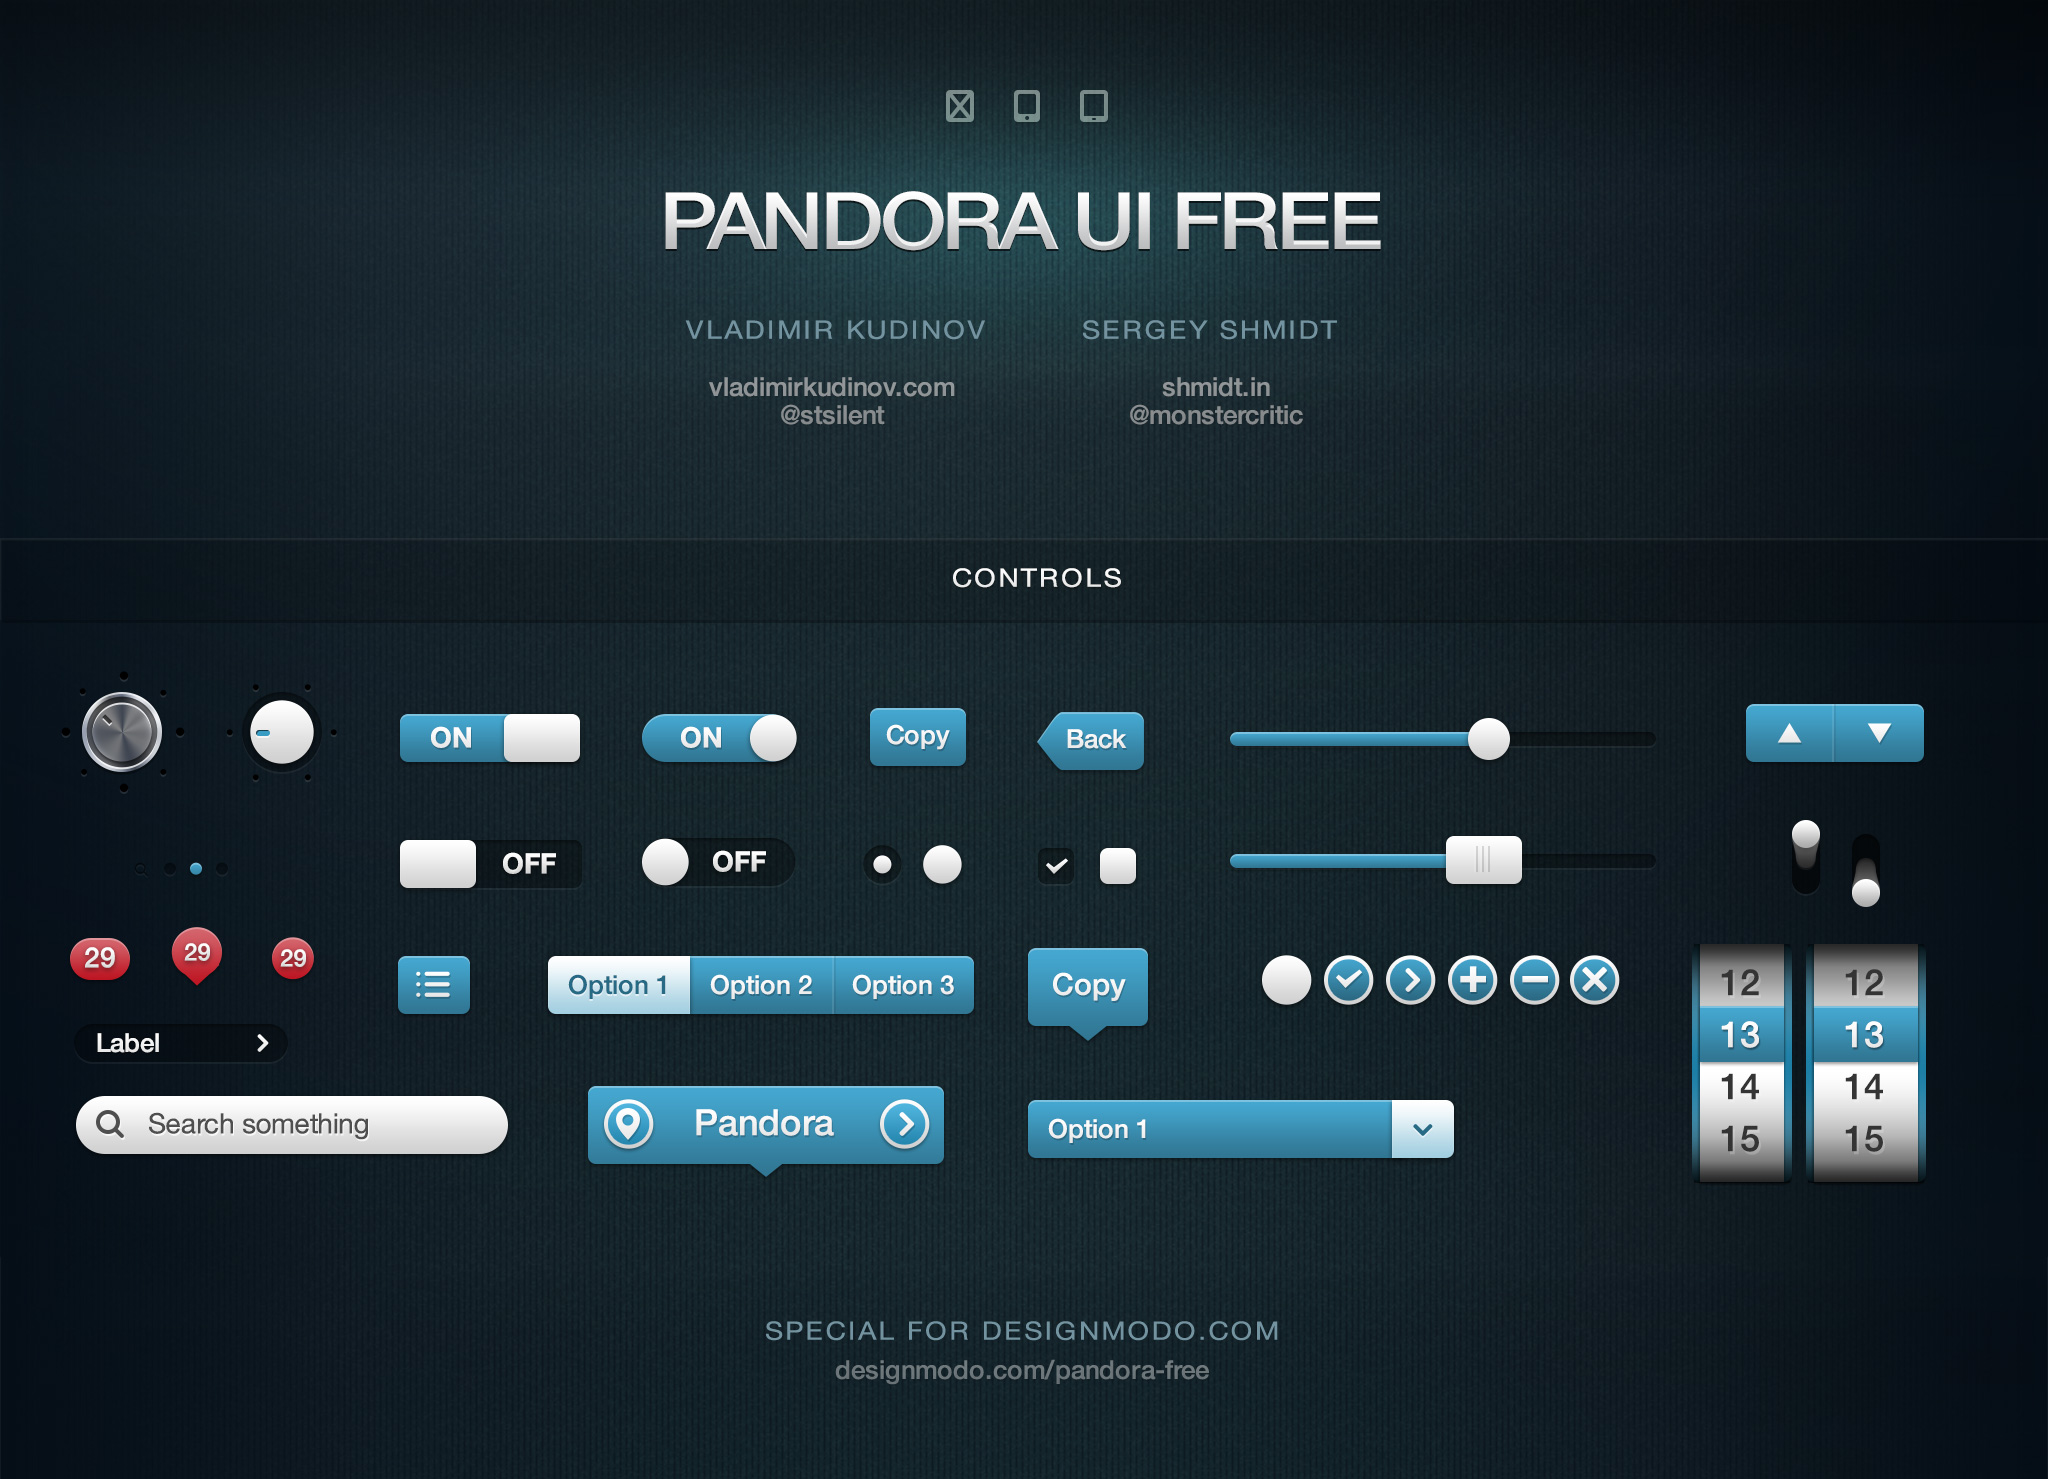 PANDORA UI FREE
VLADIMIR KUDINOV
vladimirkudinov.com
@stsilent
SERGEY SHMIDT
shmidt.in
@monstercritic
CONTROLS
ON
ON
Copy
Back
OFF
OFF
29
29
29
Option 1
Option 2
Option 3
Copy
Label
Search something
Pandora
Option 1
12
13
14
15
12
13
14
15
SPECIAL FOR DESIGNMODO.COM
designmodo.com/pandora-free